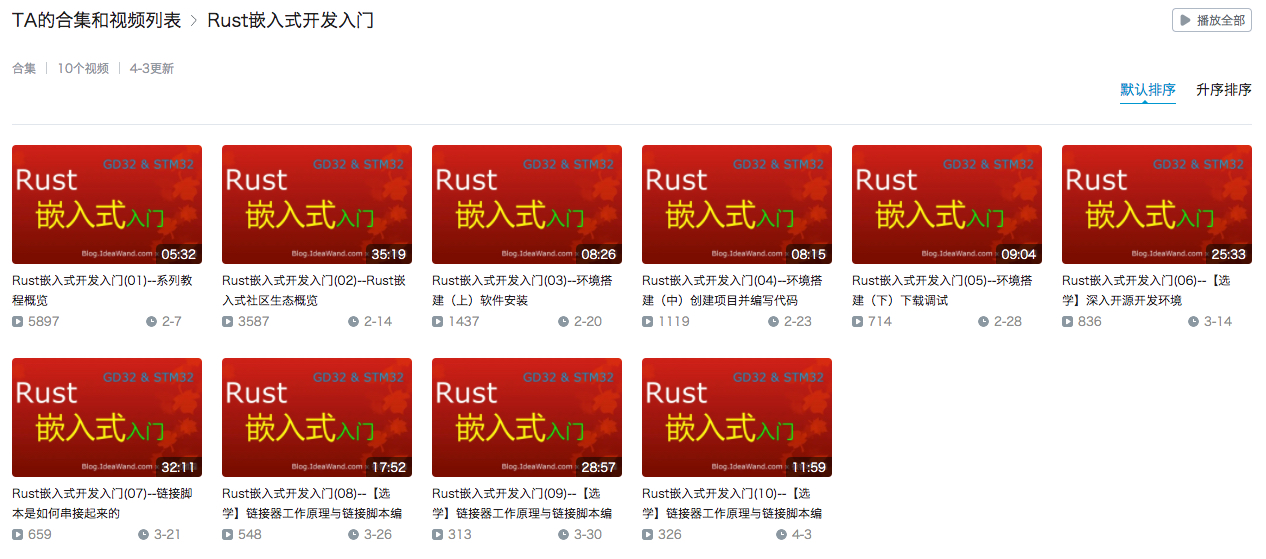 TA的合集和视频列表 > Rust嵌入式开发入门
播放全部
合集 | 10个视频 | 4-3更新
默认排序 升序排序
GD32 & STM32
Rust
嵌入式入门
Blog.IdeaWand.com
05:32
Rust嵌入式开发入门(01)--系列教
程概览
5897 2-7
GD32 & STM32
Rust
嵌入式入门
Blog.IdeaWand.com
35:19
Rust嵌入式开发入门(02)--Rust嵌
入式社区生态概览
3587 2-14
GD32 & STM32
Rust
嵌入式入门
Blog.IdeaWand.com
08:26
Rust嵌入式开发入门(03)--环境搭
建（上）软件安装
1437 2-20
GD32 & STM32
Rust
嵌入式入门
Blog.IdeaWand.com
08:15
Rust嵌入式开发入门(04)--环境搭
建（中）创建项目并编写代码
1119 2-23
GD32 & STM32
Rust
嵌入式入门
Blog.IdeaWand.com
09:04
Rust嵌入式开发入门(05)--环境搭
建（下）下载调试
714 2-28
GD32 & STM32
Rust
嵌入式入门
Blog.IdeaWand.com
25:33
Rust嵌入式开发入门(06)--【选
学】深入开源开发环境
836 3-14
GD32 & STM32
Rust
嵌入式入门
Blog.IdeaWand.com
32:11
Rust嵌入式开发入门(07)--链接脚
本是如何串接起来的
659 3-21
GD32 & STM32
Rust
嵌入式入门
Blog.IdeaWand.com
17:52
Rust嵌入式开发入门(08)--【选
学】链接器工作原理与链接脚本编
548 3-26
GD32 & STM32
Rust
嵌入式入门
Blog.IdeaWand.com
28:57
Rust嵌入式开发入门(09)--【选
学】链接器工作原理与链接脚本编
313 3-30
GD32 & STM32
Rust
嵌入式入门
Blog.IdeaWand.com
11:59
Rust嵌入式开发入门(10)--【选
学】链接器工作原理与链接脚本编
326 4-3